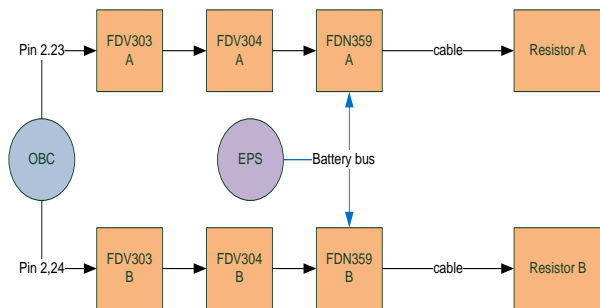 Pin 2.23
FDV303
A
FDV304
A
FDN359
A
cable
Resistor A
OBC
EPS
Battery bus
Pin 2,24
FDV303
B
FDV304
B
FDN359
B
cable
Resistor B